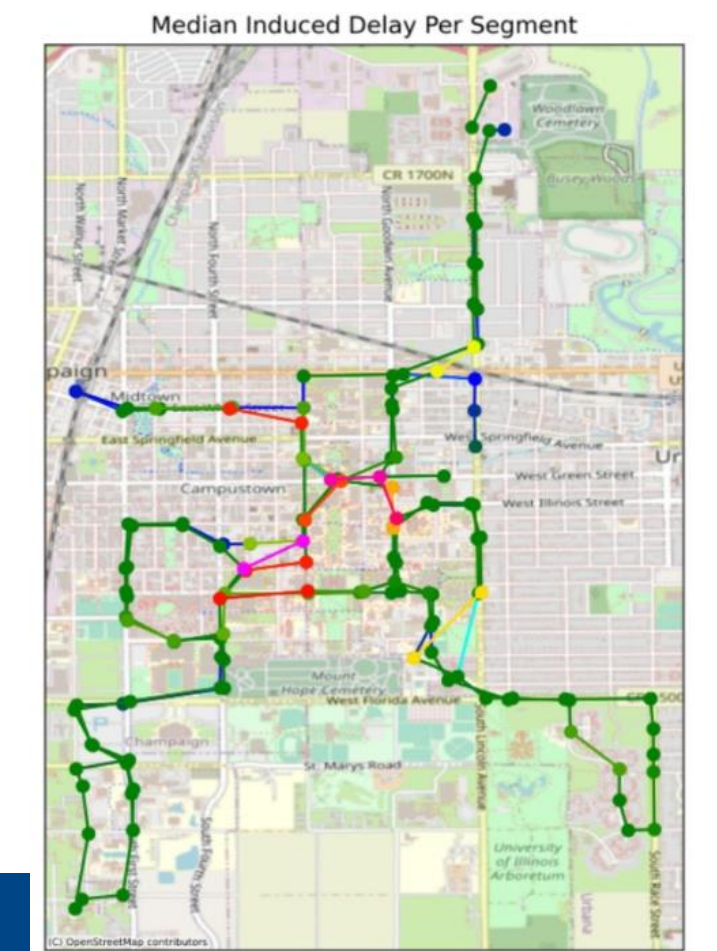 Median Induced Delay Per Segment
Woodlawn
Cemetery
CR 1700N
Busey Woods
North Walnut Street
North Market
North Fourth Street
North Goodwin Avenue
paign
Midtown
East Springfield Avenue
West Springfield Avenue
Ur
West Green Street
Campustown
West Illinois Street
Mount
Hope Cemetery
West Florida Avenue
Champaign
St. Marys Road
South Lincoln Avenue
South Fourth Street
First Street
University
of Illinois
Arboretum
Urbana
South Race Street
(C) OpenStreetMap contributors